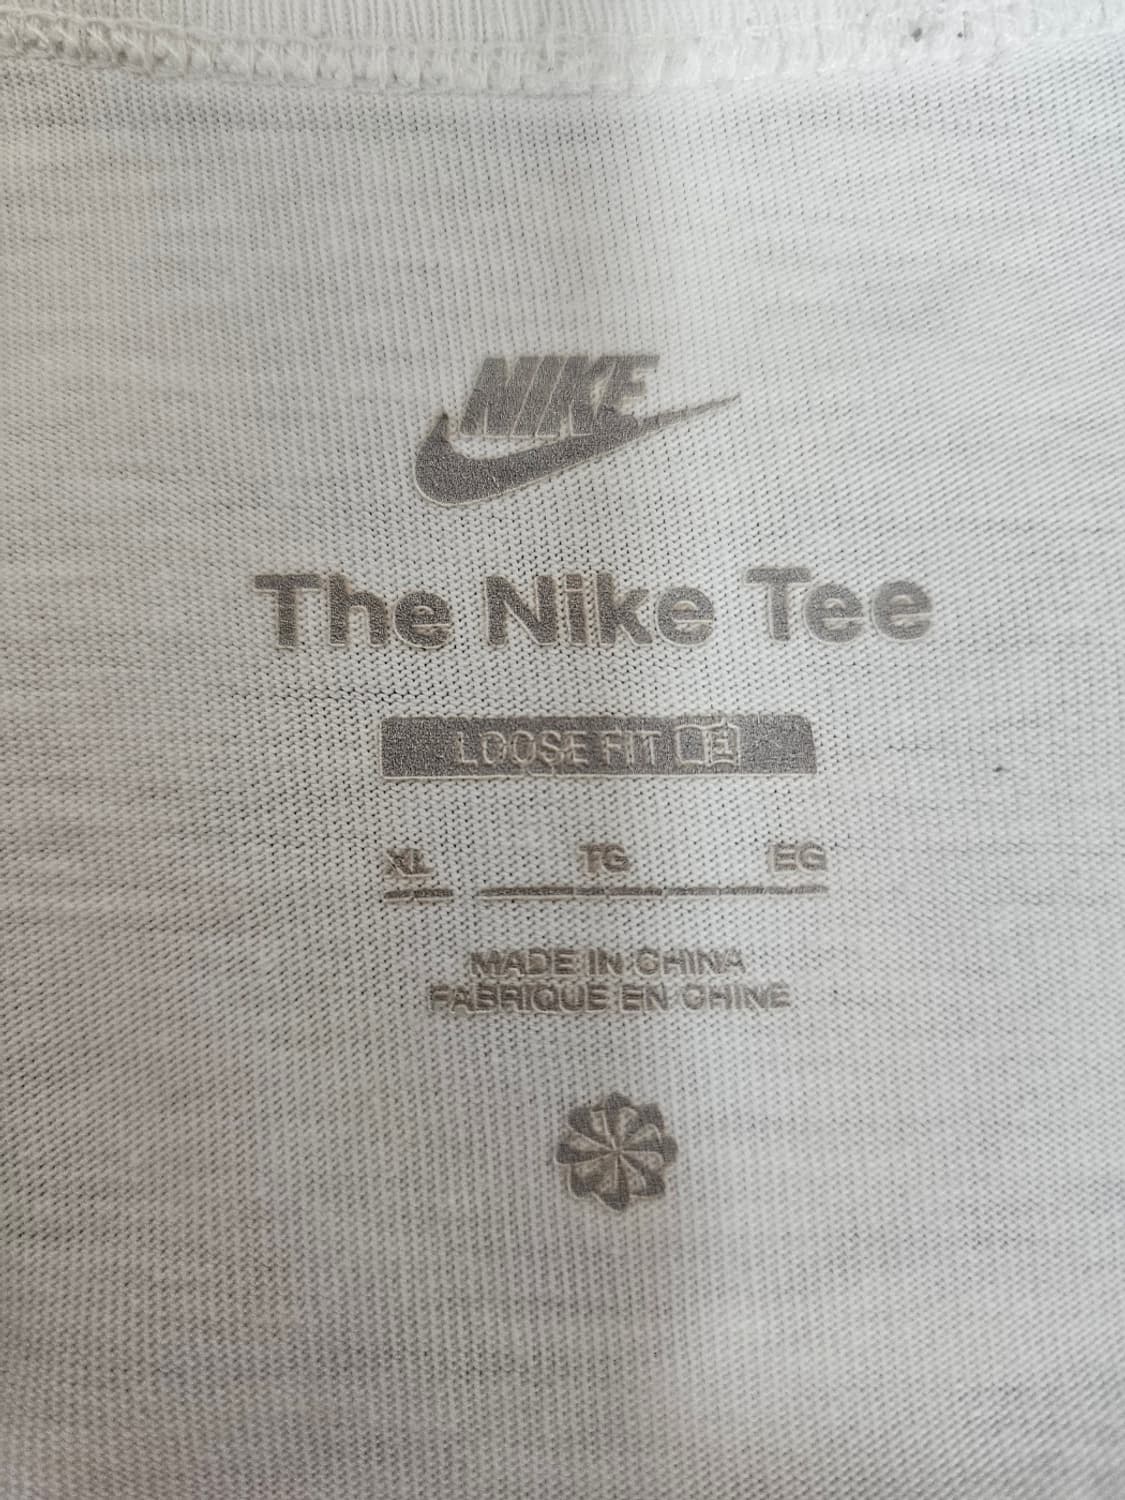 NIKE
The Nike Tee
LOOSE FIT
XL TG EG
MADE IN CHINA
FABRIQUE EN CHINE